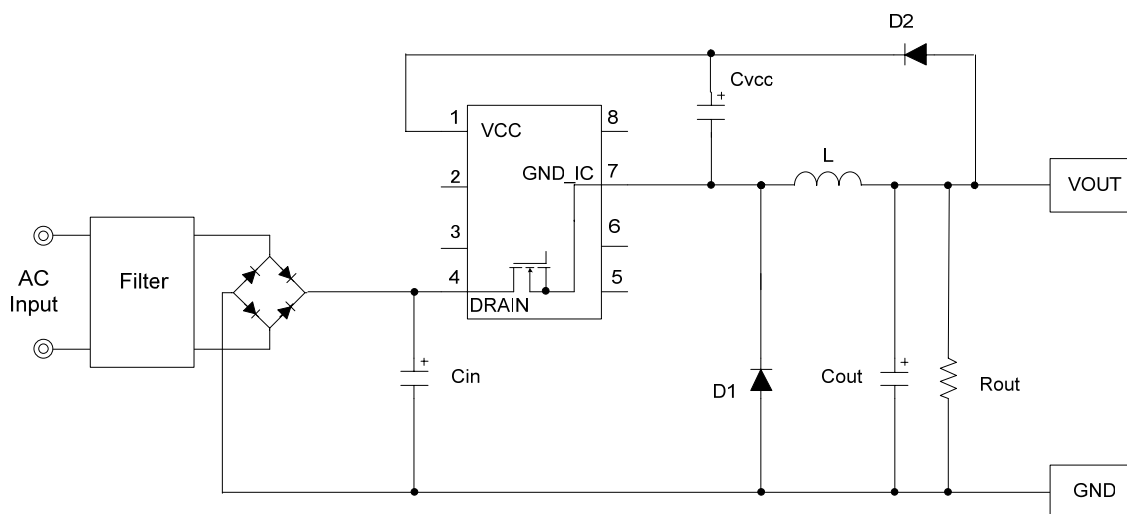 D2
Cvcc
+
1
VCC
8
2
GND_IC
7
L
VOUT
3
6
AC
Input
Filter
4
DRAIN
5
+
Cin
D1
+
Cout
Rout
GND